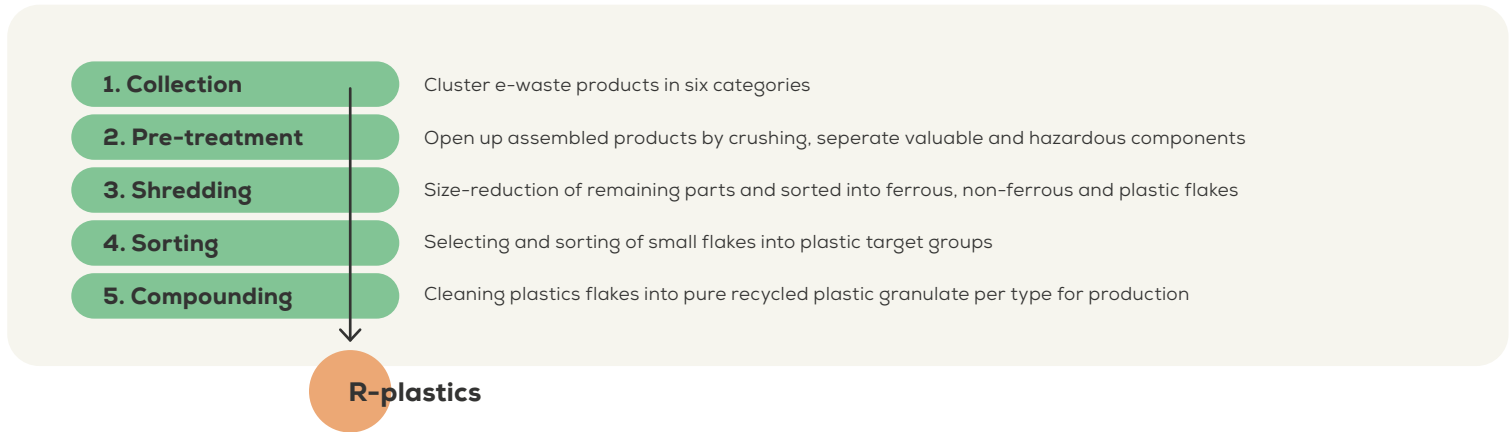 1. Collection
Cluster e-waste products in six categories
2. Pre-treatment
Open up assembled products by crushing, seperate valuable and hazardous components
3. Shredding
Size-reduction of remaining parts and sorted into ferrous, non-ferrous and plastic flakes
4. Sorting
Selecting and sorting of small flakes into plastic target groups
5. Compounding
Cleaning plastics flakes into pure recycled plastic granulate per type for production
R-plastics